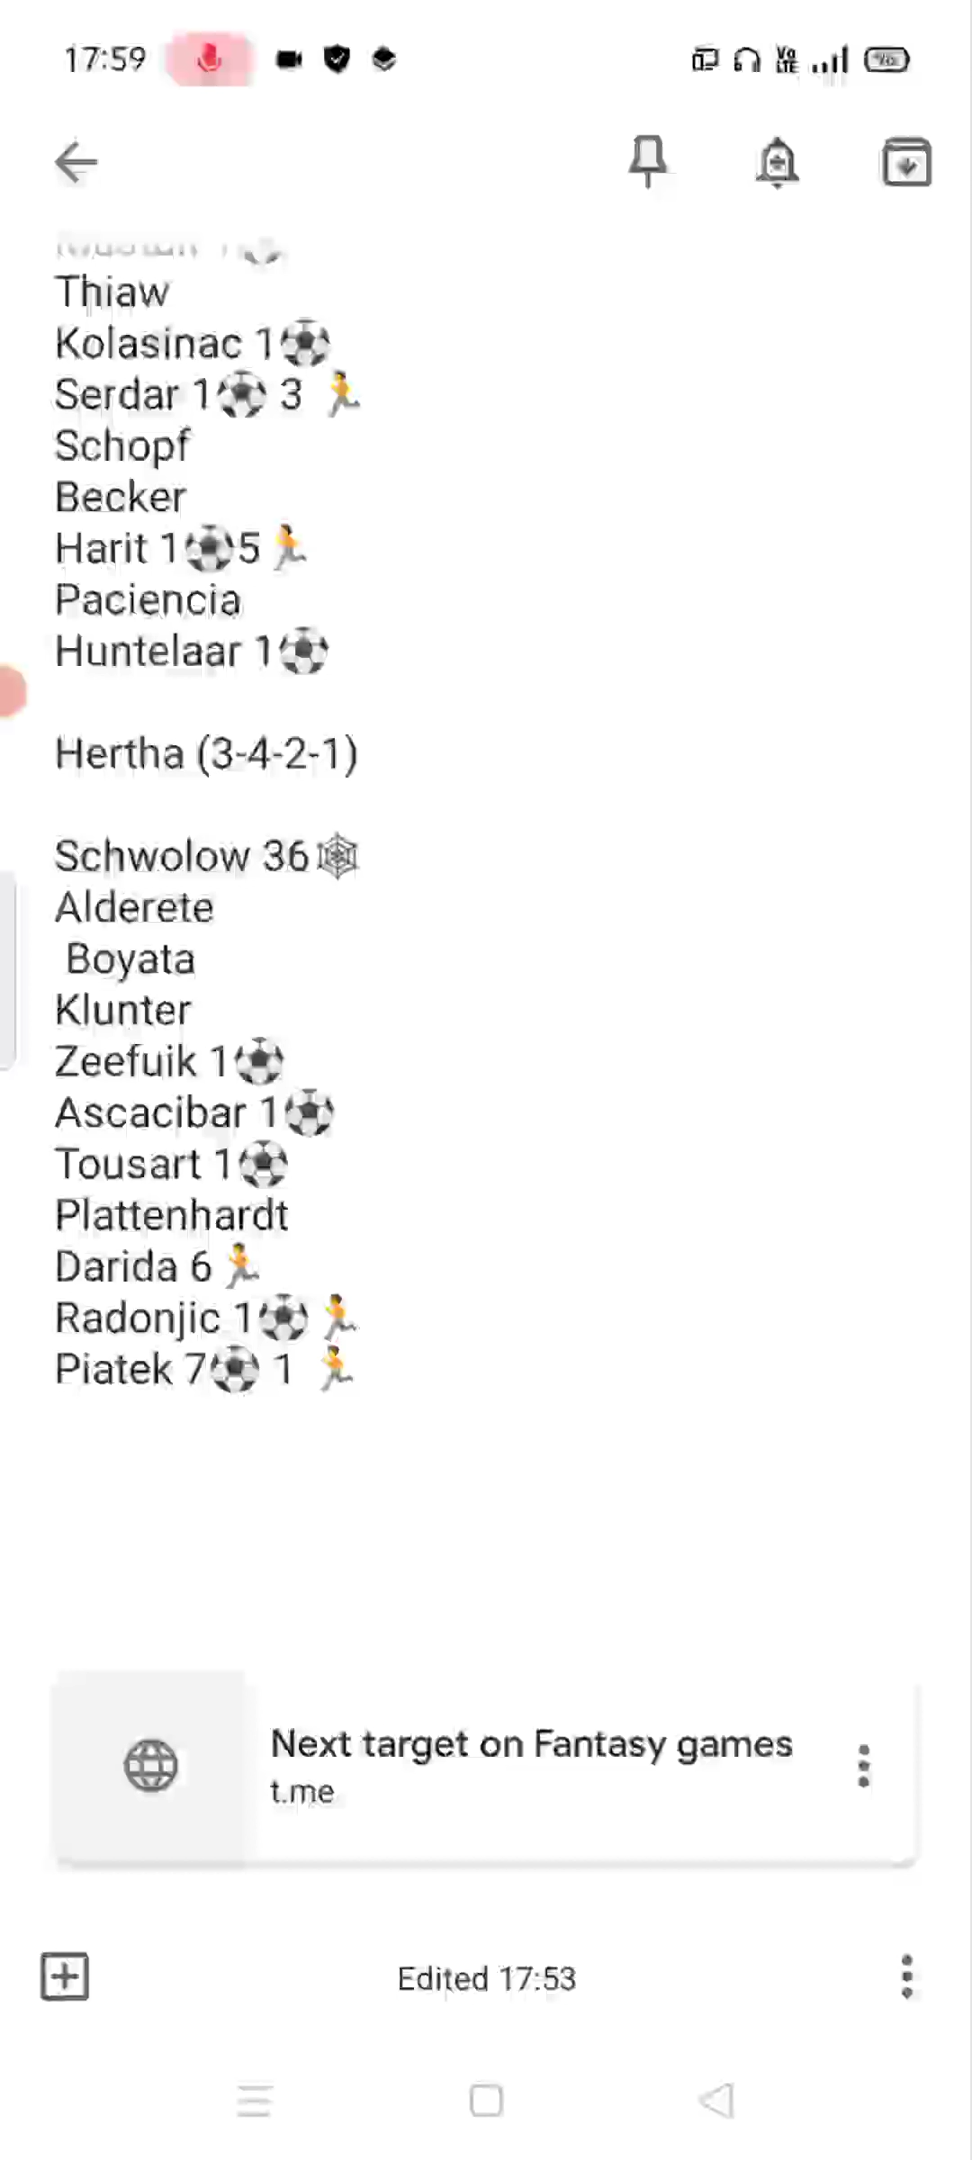 17:59
Vo
LTE
Thiaw
Kolasinac 1⚽
Serdar 1⚽ 3 🏃
Schopf
Becker
Harit 1⚽5🏃
Paciencia
Huntelaar 1⚽
Hertha (3-4-2-1)
Schwolow 36🕸
Alderete
Boyata
Klunter
Zeefuik 1⚽
Ascacibar 1⚽
Tousart 1⚽
Plattenhardt
Darida 6🏃
Radonjic 1⚽🏃
Piatek 7⚽ 1 🏃
Next target on Fantasy games
t.me
Edited 17:53